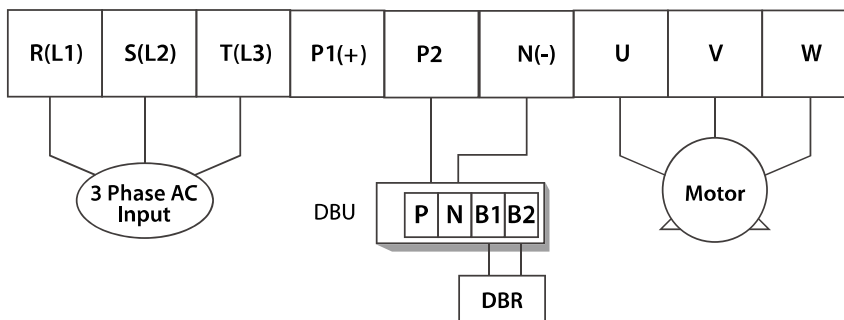 R(L1) S(L2) T(L3) P1(+) P2 N(-) U V W
3 Phase AC
Input
DBU
P N B1 B2
Motor
DBR